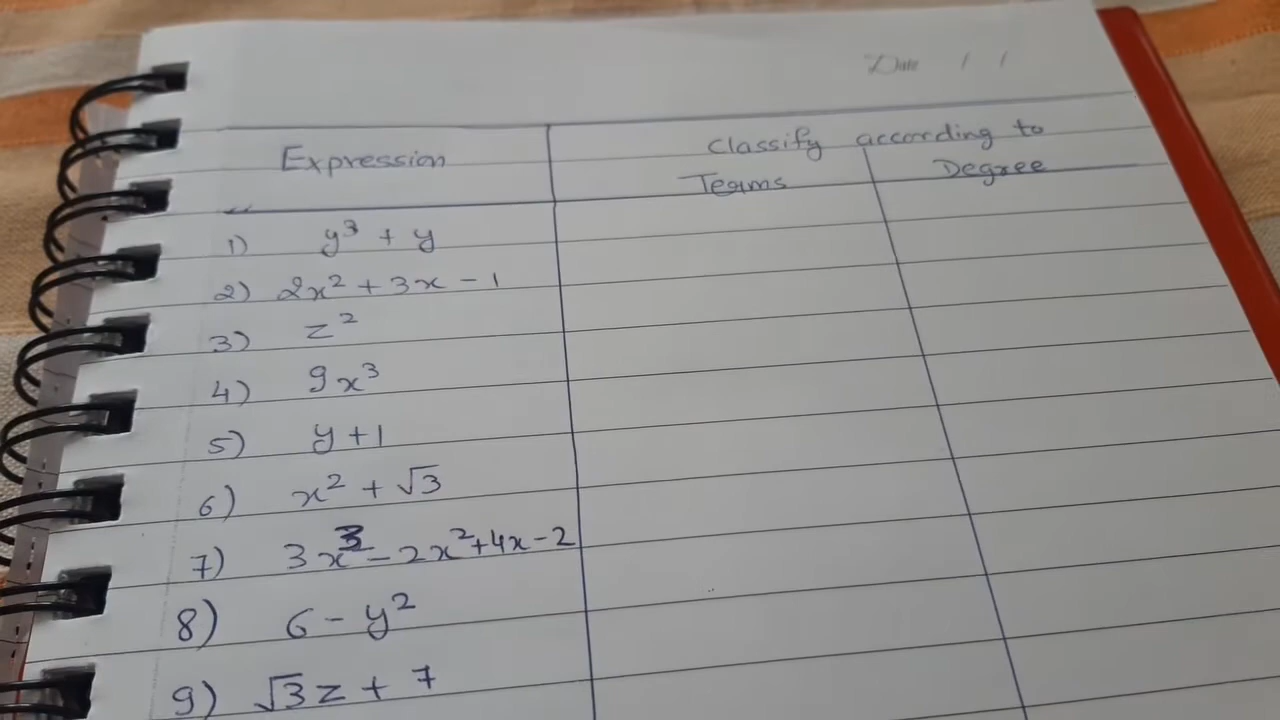 Date / /
Expression Classify according to
Terms Degree
1) y³ + y
2) 2x² + 3x - 1
3) z²
4) 9x³
5) y + 1
6) x² + √3
7) 3x³ - 2x² + 4x - 2
8) 6 - y²
9) √3z + 7